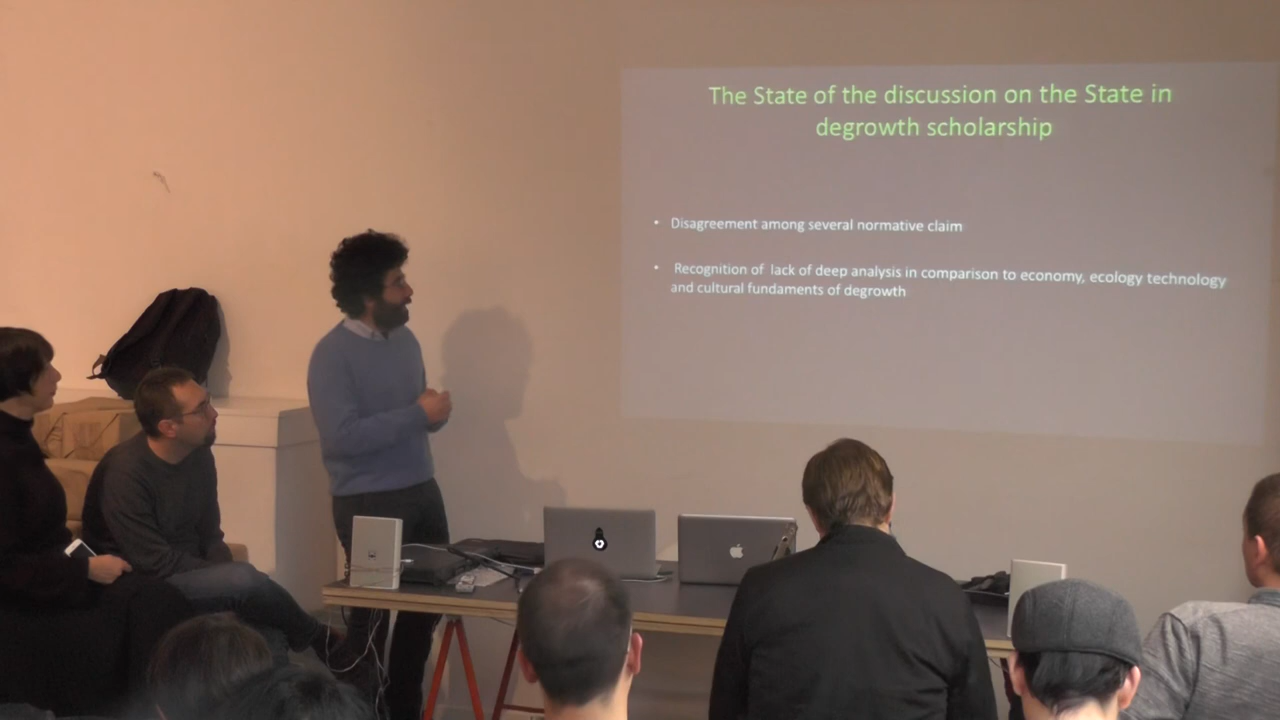 The State of the discussion on the State in
degrowth scholarship
• Disagreement among several normative claim
• Recognition of lack of deep analysis in comparison to economy, ecology technology
and cultural fundaments of degrowth